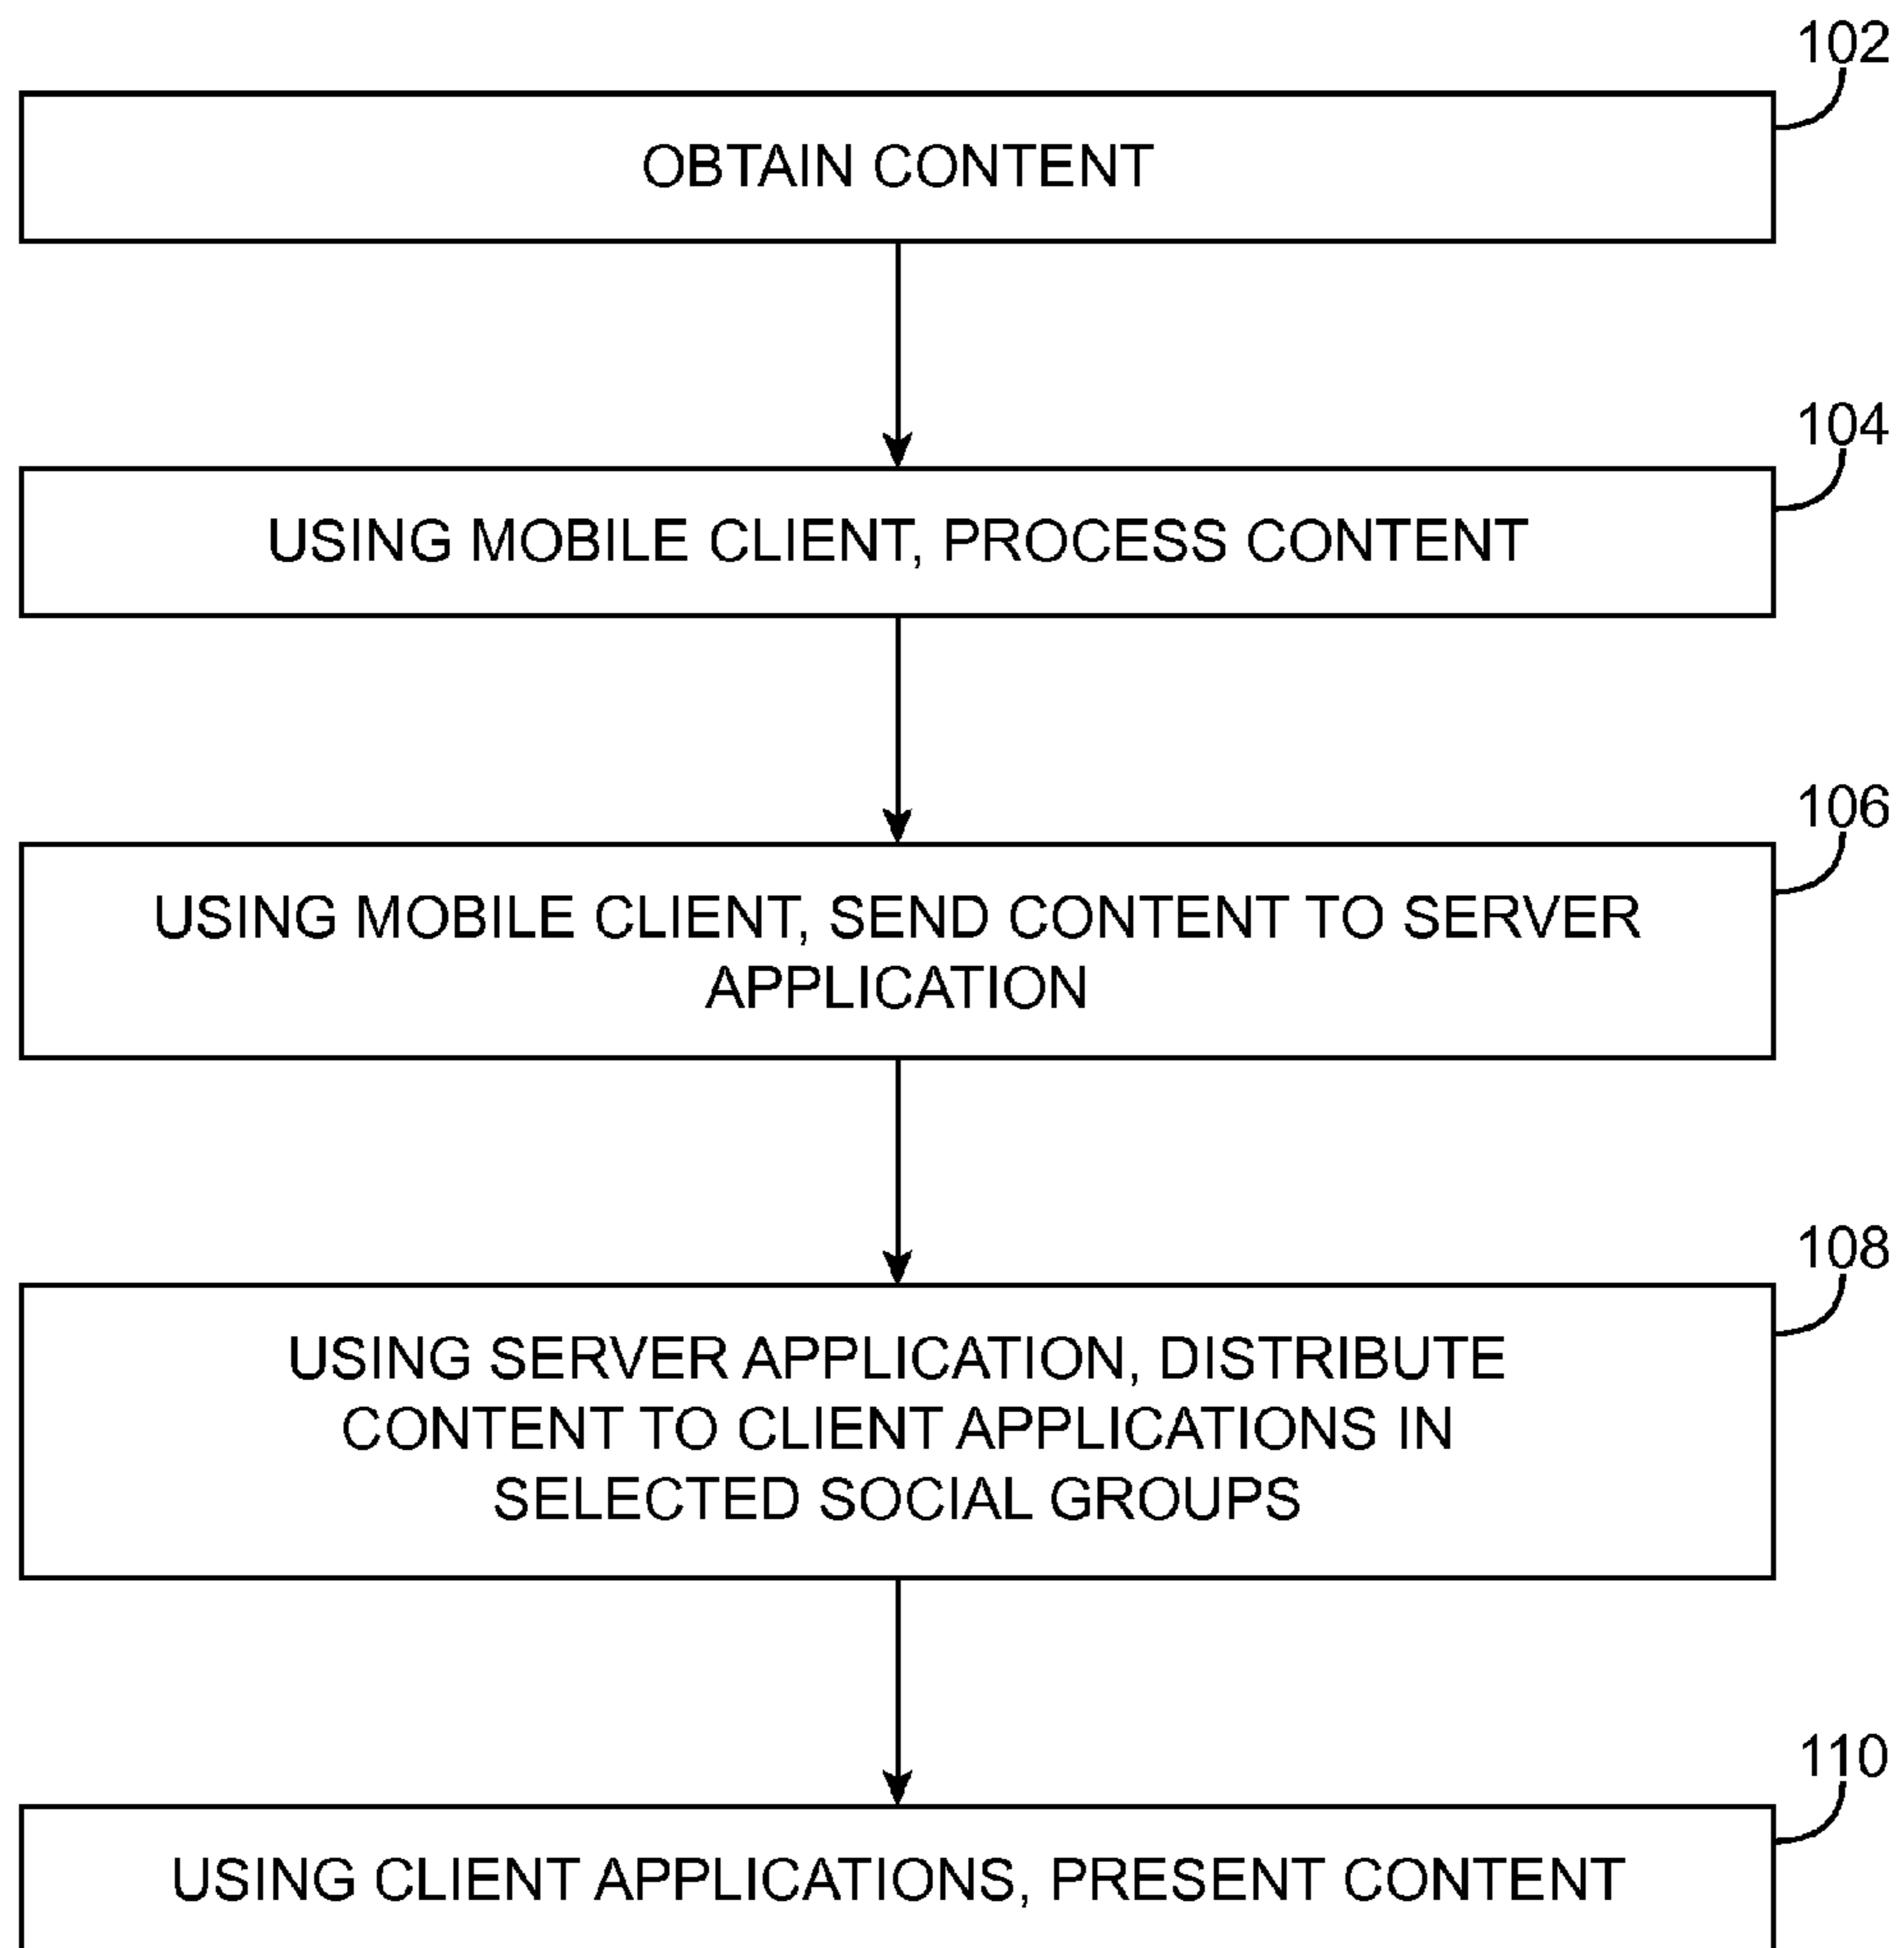 102
OBTAIN CONTENT
104
USING MOBILE CLIENT, PROCESS CONTENT
106
USING MOBILE CLIENT, SEND CONTENT TO SERVER
APPLICATION
108
USING SERVER APPLICATION, DISTRIBUTE
CONTENT TO CLIENT APPLICATIONS IN
SELECTED SOCIAL GROUPS
110
USING CLIENT APPLICATIONS, PRESENT CONTENT